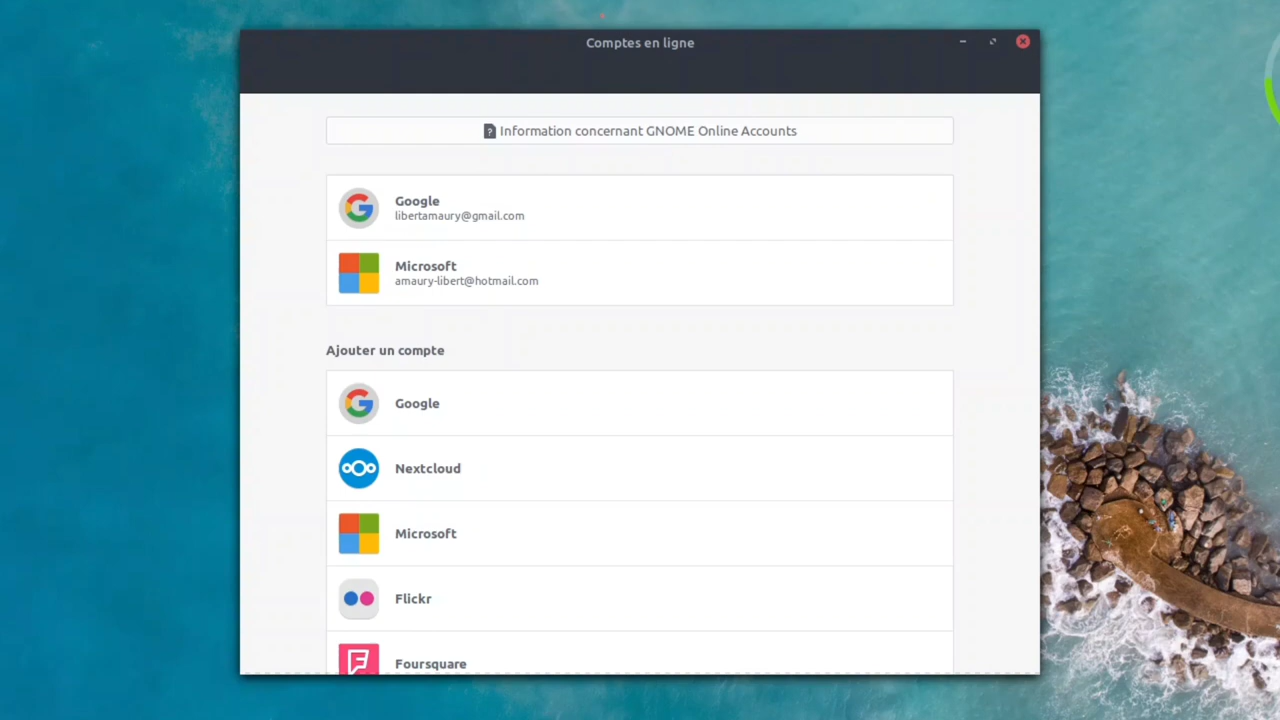 Comptes en ligne
Information concernant GNOME Online Accounts
Google
libertamaury@gmail.com
Microsoft
amaury-libert@hotmail.com
Ajouter un compte
Google
Nextcloud
Microsoft
Flickr
Foursquare